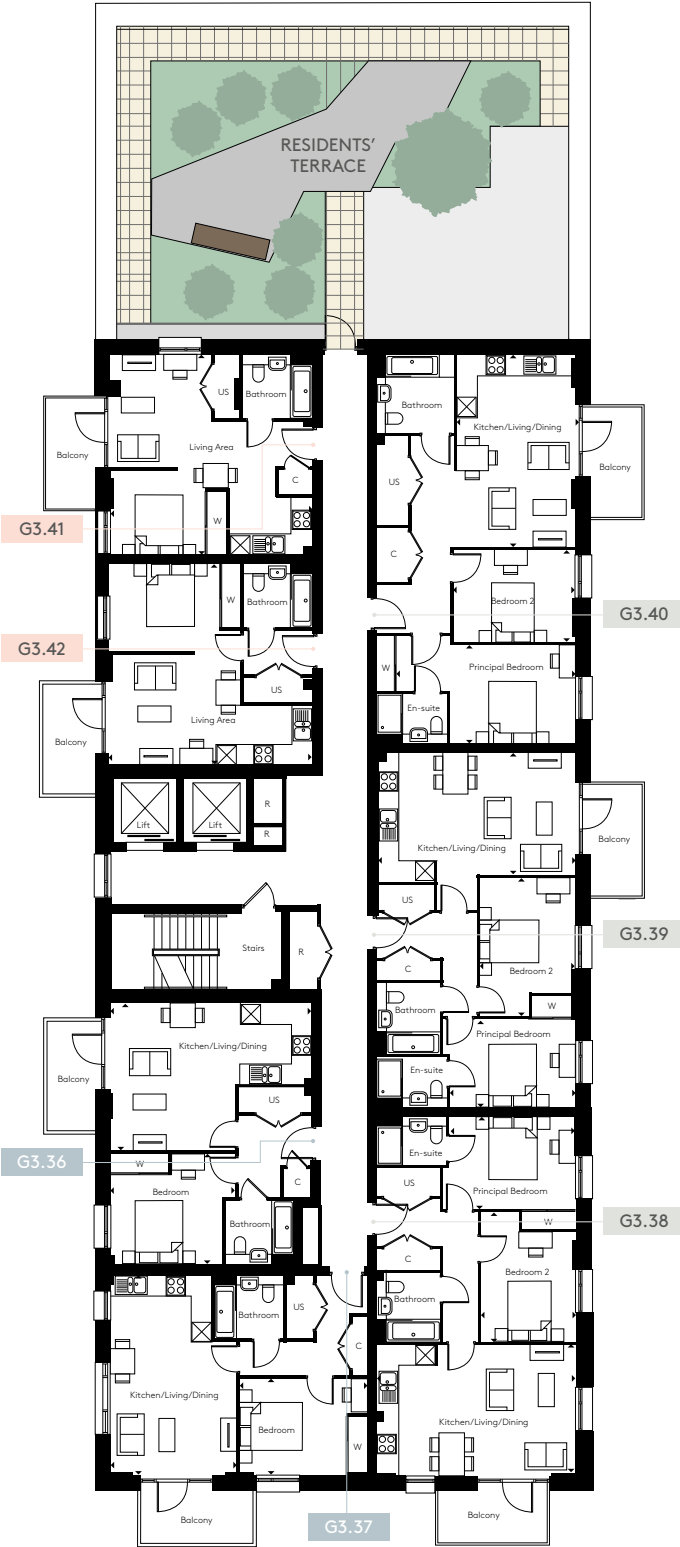 RESIDENTS'
TERRACE
US
Bathroom
Bathroom
Kitchen/Living/Dining
Living Area
Balcony
Balcony
C
US
W
G3.41
C
W
Bathroom
Bedroom 2
G3.40
G3.42
W
Principal Bedroom
US
En-suite
Living Area
Balcony
R
Lift
Lift
R
Kitchen/Living/Dining
Balcony
US
G3.39
Stairs
R
C
Bedroom 2
W
Bathroom
Principal Bedroom
Kitchen/Living/Dining
En-suite
Balcony
US
En-suite
G3.36
W
C
US
Bedroom
Principal Bedroom
Bathroom
W
G3.38
C
Bedroom 2
Bathroom
US
Bathroom
C
Kitchen/Living/Dining
Bedroom
Kitchen/Living/Dining
W
Balcony
Balcony
G3.37